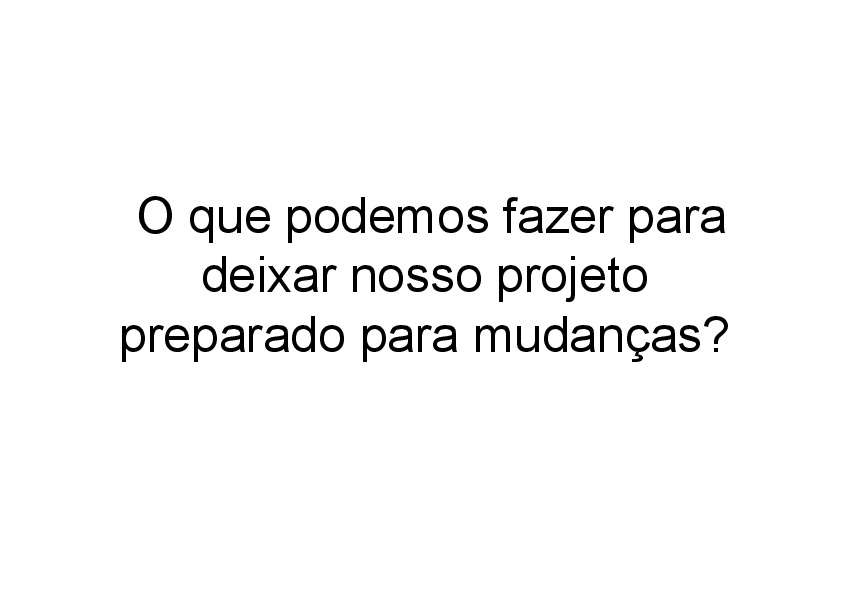 O que podemos fazer para
deixar nosso projeto
preparado para mudanças?